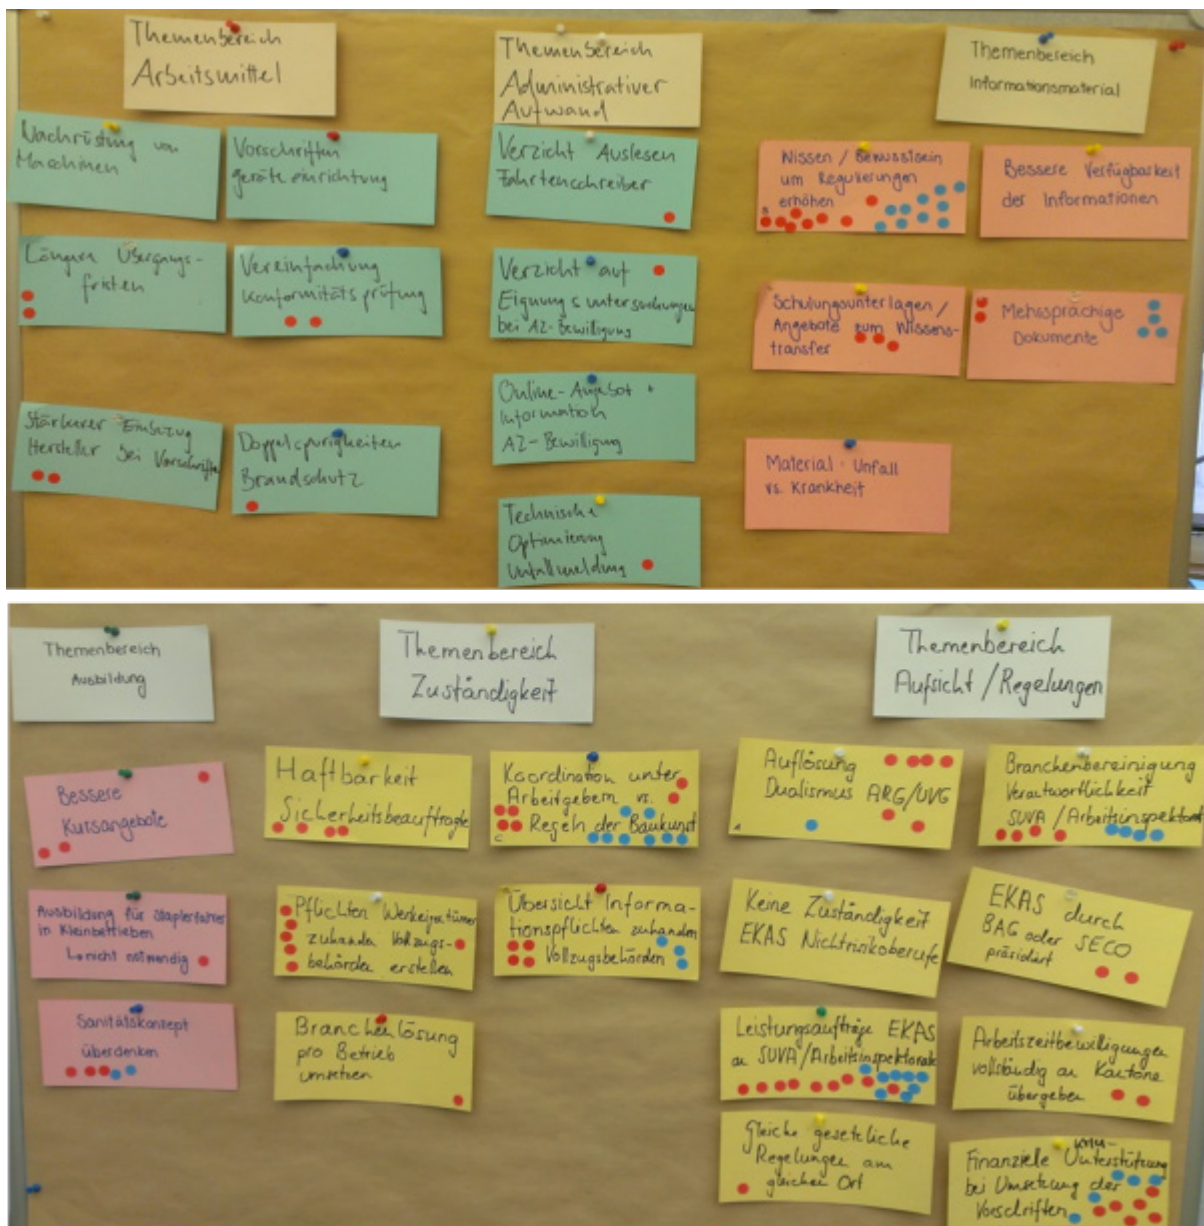 Themenbereich
Arbeitsmittel
Nachrüstung von
Maschinen
Vorschriften
geräteeinrichtung
Längere Übergangs-
fristen
Vereinfachung
Konformitätsprüfung
Stärkerer Einbezug
Hersteller bei Vorschriften
Doppelspurigkeiten
Brandschutz
Themenbereich
Administrativer
Aufwand
Verzicht Auslesen
Fahrtenschreiber
Verzicht auf
Eignungsuntersuchungen
bei AZ-Bewilligung
Online-Angebot +
Information
AZ-Bewilligung
Technische
Optimierung
Unfallmeldung
Themenbereich
Informationsmaterial
Wissen / Bewusstsein
um Regulierungen
erhöhen
B
Bessere Verfügbarkeit
der Informationen
Schulungsunterlagen /
Angebote zum Wissens-
transfer
Mehrsprachige
Dokumente
Material Unfall
vs. Krankheit
Themenbereich
Ausbildung
Bessere
Kursangebote
Ausbildung für Staplerfahrer
in Kleinbetrieben
↳ nicht notwendig
Sanitätskonzept
überdenken
Themenbereich
Zuständigkeit
Haftbarkeit
Sicherheitsbeauftragte
Koordination unter
Arbeitgebern vs.
Regeln der Baukunst
C
Pflichten Werkeigentümer
zuhanden Vollzugs-
behörden erstellen
Übersicht Informa-
tionspflichten zuhanden
Vollzugsbehörden
Branchenlösung
pro Betrieb
umsetzen
Themenbereich
Aufsicht / Regelungen
Auflösung
Dualismus ARG/UVG
A
Branchenbereinigung
Verantwortlichkeit
SUVA / Arbeitsinspektorat
Keine Zuständigkeit
EKAS Nichtrisikoberufe
EKAS durch
BAG oder SECO
präsidiert
Leistungsaufträge EKAS
an SUVA/Arbeitsinspektorate
Arbeitszeitbewilligungen
vollständig an Kantone
übergeben
Gleiche gesetzliche
Regelungen am
gleichen Ort
Finanzielle Unterstützung
bei Umsetzung der
Vorschriften